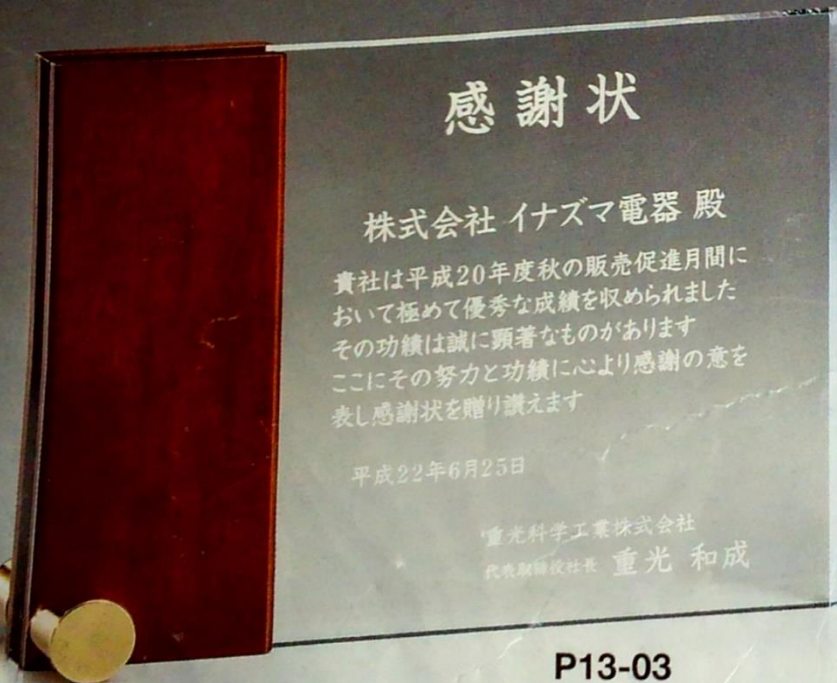 感謝状
株式会社 イナズマ電器 殿
貴社は平成20年度秋の販売促進月間に
おいて極めて優秀な成績を収められました
その功績は誠に顕著なものがあります
ここにその努力と功績に心より感謝の意を
表し感謝状を贈り讃えます
平成22年6月25日
重光科学工業株式会社
代表取締役社長 重光 和成
P13-03